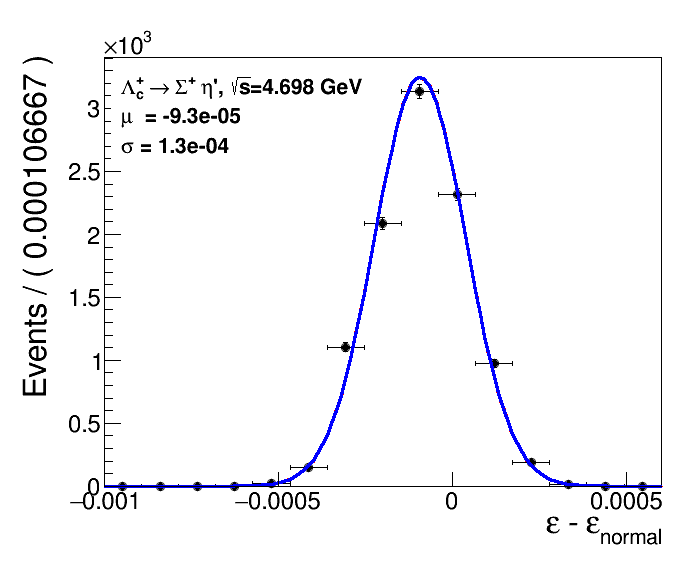 ×10³
Λc⁺ → Σ⁺ η', √s=4.698 GeV
μ = -9.3e-05
σ = 1.3e-04
Events / ( 0.000106667 )
3
2.5
2
1.5
1
0.5
0
−0.001 −0.0005 0 0.0005
ε - εnormal